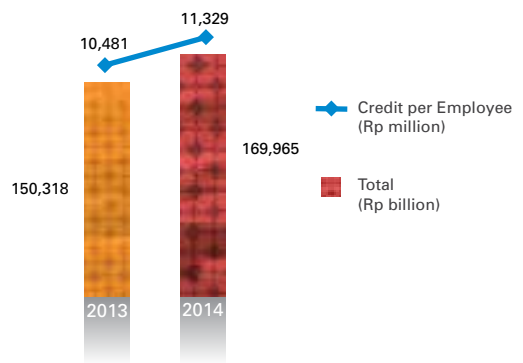 11,329
10,481
Credit per Employee
(Rp million)
150,318
169,965
Total
(Rp billion)
2013
2014